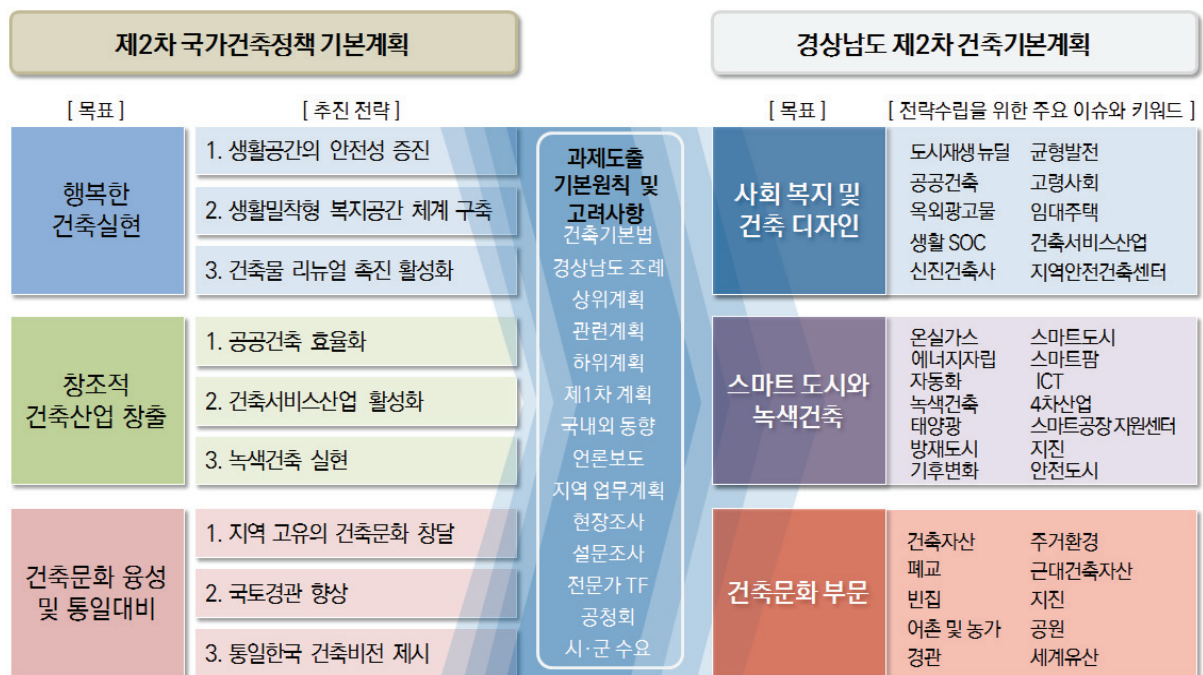 제2차 국가건축정책 기본계획
경상남도 제2차 건축기본계획
[ 목표 ]
[ 추진 전략 ]
[ 목표 ]
[ 전략수립을 위한 주요 이슈와 키워드 ]
행복한
건축실현
1. 생활공간의 안전성 증진
2. 생활밀착형 복지공간 체계 구축
3. 건축물 리뉴얼 촉진 활성화
창조적
건축산업 창출
1. 공공건축 효율화
2. 건축서비스산업 활성화
3. 녹색건축 실현
건축문화 융성
및 통일대비
1. 지역 고유의 건축문화 창달
2. 국토경관 향상
3. 통일한국 건축비전 제시
과제도출
기본원칙 및
고려사항
건축기본법
경상남도 조례
상위계획
관련계획
하위계획
제1차 계획
국내외 동향
언론보도
지역 업무계획
현장조사
설문조사
전문가 TF
공청회
시·군 수요
사회 복지 및
건축 디자인
도시재생 뉴딜 균형발전
공공건축 고령사회
옥외광고물 임대주택
생활 SOC 건축서비스산업
신진건축사 지역안전건축센터
스마트 도시와
녹색건축
온실가스 스마트도시
에너지자립 스마트팜
자동화 ICT
녹색건축 4차산업
태양광 스마트공장 지원센터
방재도시 지진
기후변화 안전도시
건축문화 부문
건축자산 주거환경
폐교 근대건축자산
빈집 지진
어촌 및 농가 공원
경관 세계유산